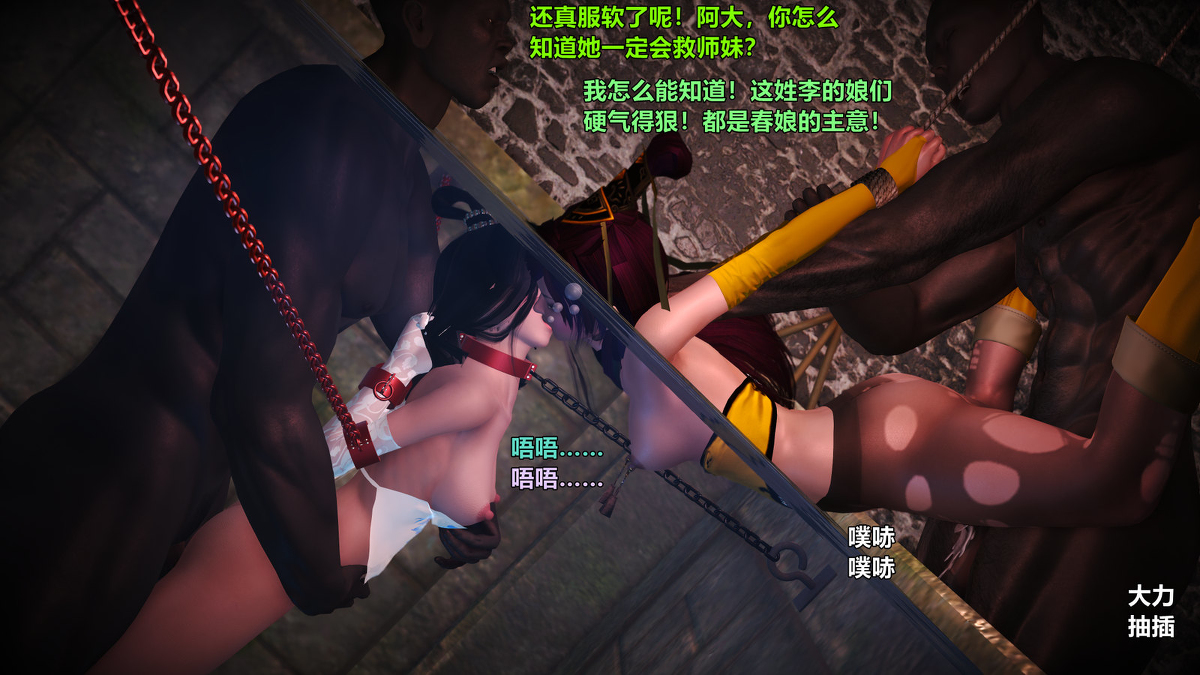 还真服软了呢！阿大，你怎么
知道她一定会救师妹？
我怎么能知道！这姓李的娘们
硬气得狠！都是春娘的主意！
唔唔……
唔唔……
噗哧
噗哧
大力
抽插